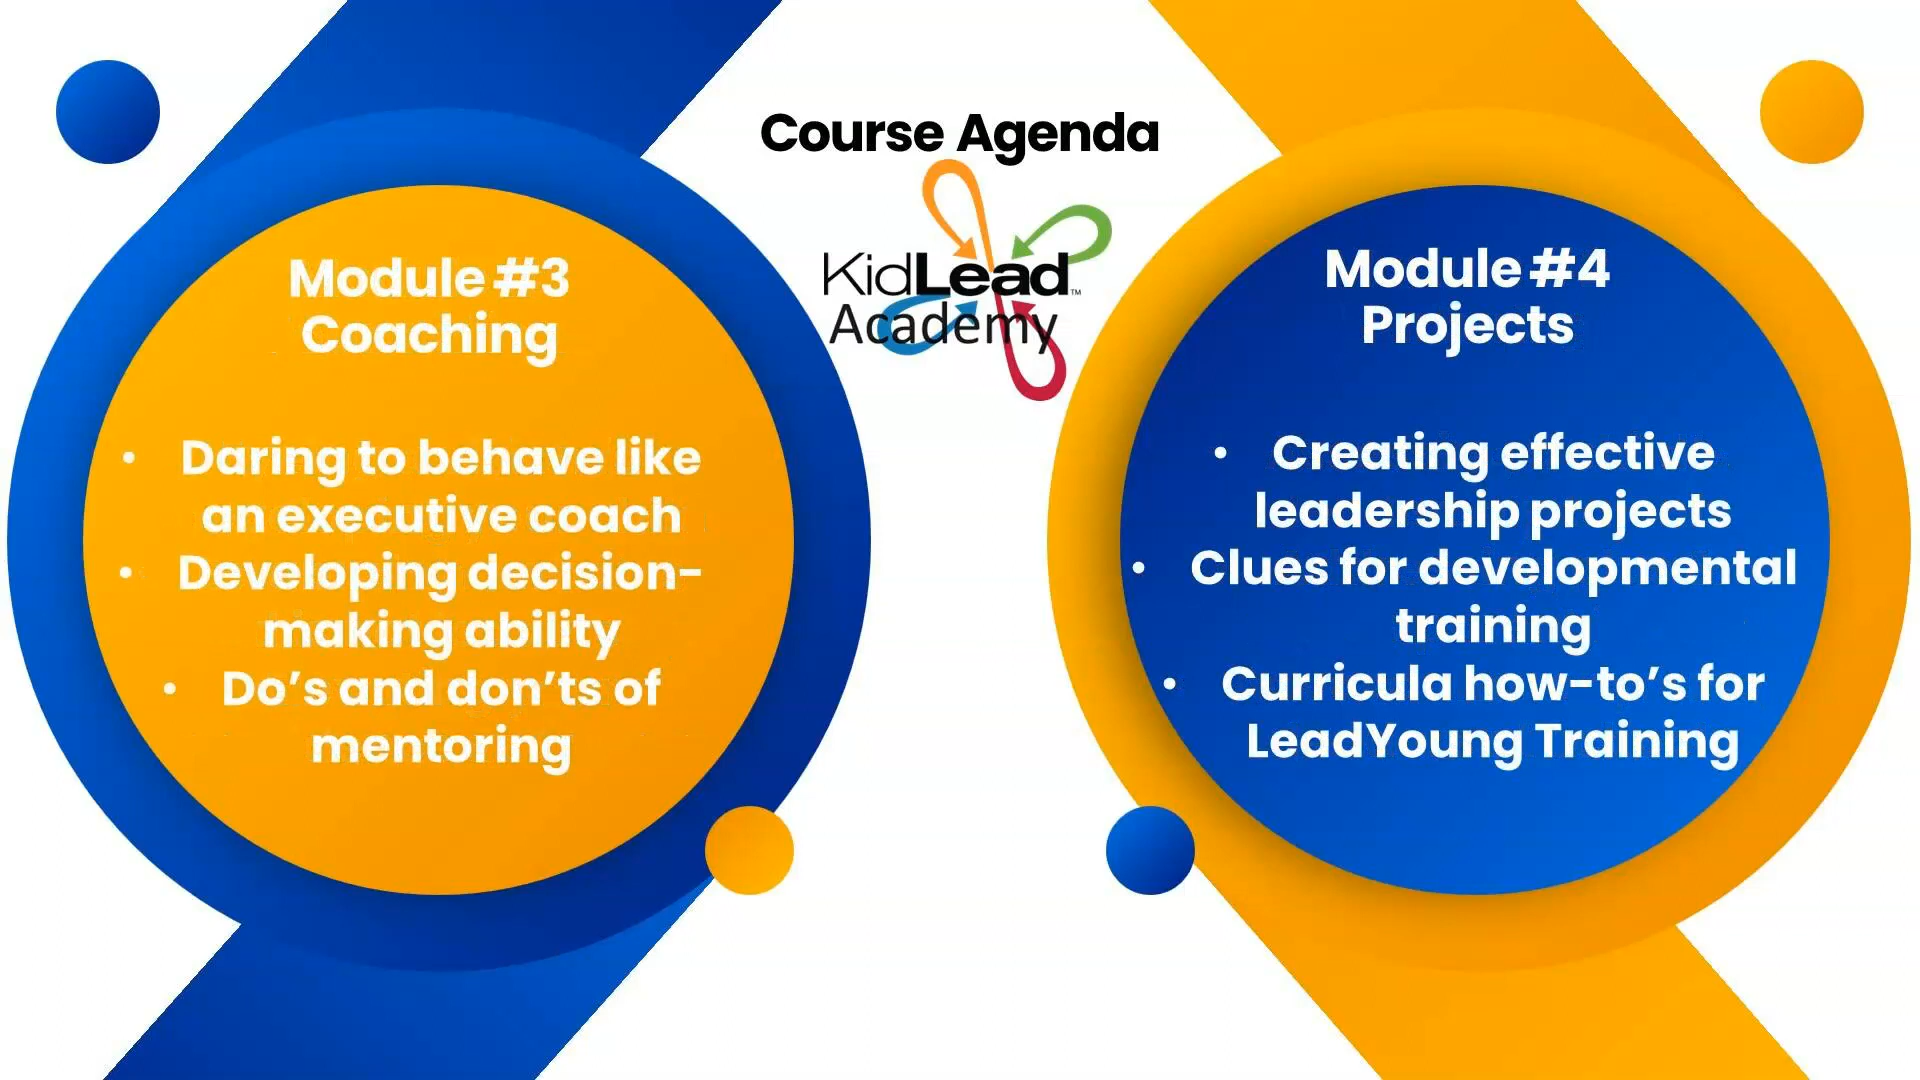 Course Agenda
KidLead™
Academy
Module #3
Coaching
• Daring to behave like
an executive coach
• Developing decision-
making ability
• Do’s and don’ts of
mentoring
Module #4
Projects
• Creating effective
leadership projects
• Clues for developmental
training
• Curricula how-to’s for
LeadYoung Training